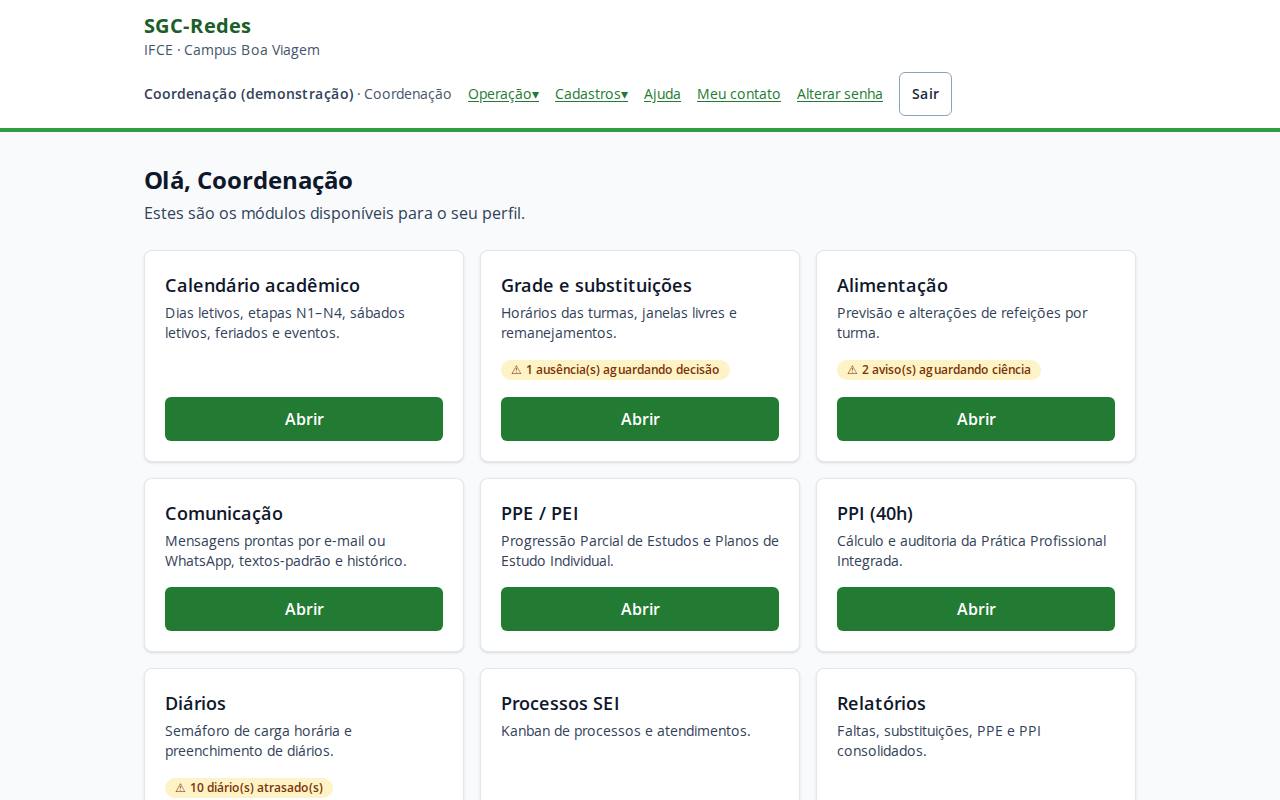 SGC-Redes
IFCE · Campus Boa Viagem
Coordenação (demonstração) · Coordenação Operação▾ Cadastros▾ Ajuda Meu contato Alterar senha Sair
Olá, Coordenação
Estes são os módulos disponíveis para o seu perfil.
Calendário acadêmico
Dias letivos, etapas N1–N4, sábados
letivos, feriados e eventos.
Abrir
Grade e substituições
Horários das turmas, janelas livres e
remanejamentos.
⚠ 1 ausência(s) aguardando decisão
Abrir
Alimentação
Previsão e alterações de refeições por
turma.
⚠ 2 aviso(s) aguardando ciência
Abrir
Comunicação
Mensagens prontas por e-mail ou
WhatsApp, textos-padrão e histórico.
Abrir
PPE / PEI
Progressão Parcial de Estudos e Planos de
Estudo Individual.
Abrir
PPI (40h)
Cálculo e auditoria da Prática Profissional
Integrada.
Abrir
Diários
Semáforo de carga horária e
preenchimento de diários.
⚠ 10 diário(s) atrasado(s)
Processos SEI
Kanban de processos e atendimentos.
Relatórios
Faltas, substituições, PPE e PPI
consolidados.